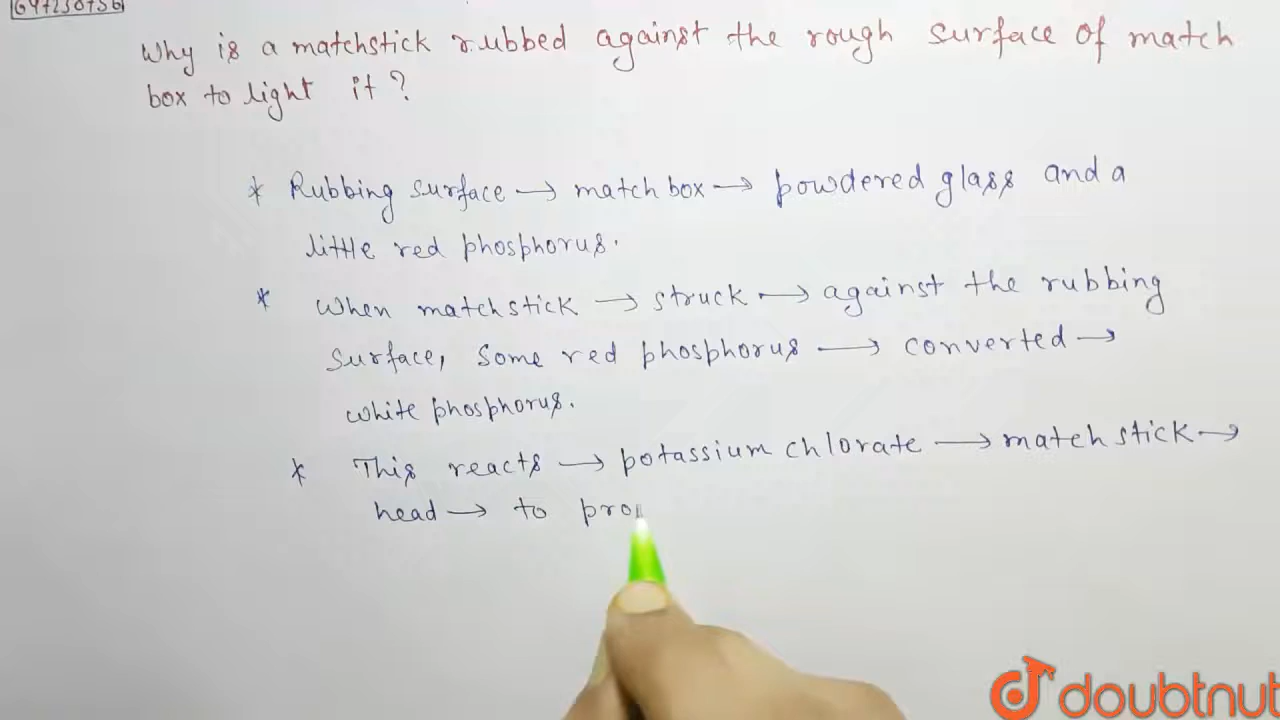 Why is a matchstick rubbed against the rough surface of match
box to light it?
* Rubbing surface → matchbox → powdered glass and a
little red phosphorus.
* When matchstick → struck → against the rubbing
surface, some red phosphorus → converted →
white phosphorus.
* This reacts → potassium chlorate → matchstick →
head → to pro
doubtnut